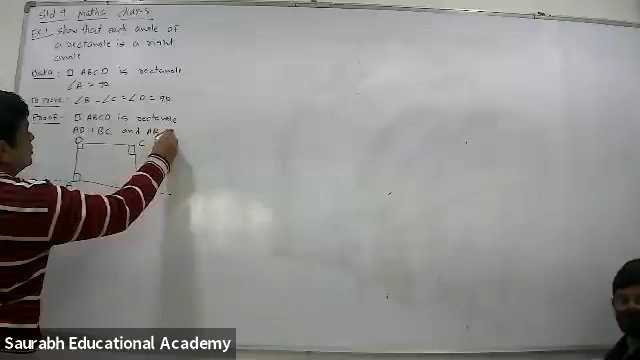 Std 9 Maths Chap-8
Ex.1 Show that each angle of
a rectangle is a right
angle
Data :- □ ABCD is rectangle
∠A = 90
To Prove :- ∠B = ∠C = ∠D = 90
Proof :- □ ABCD is rectangle
AD || BC and AB
D C
Saurabh Educational Academy